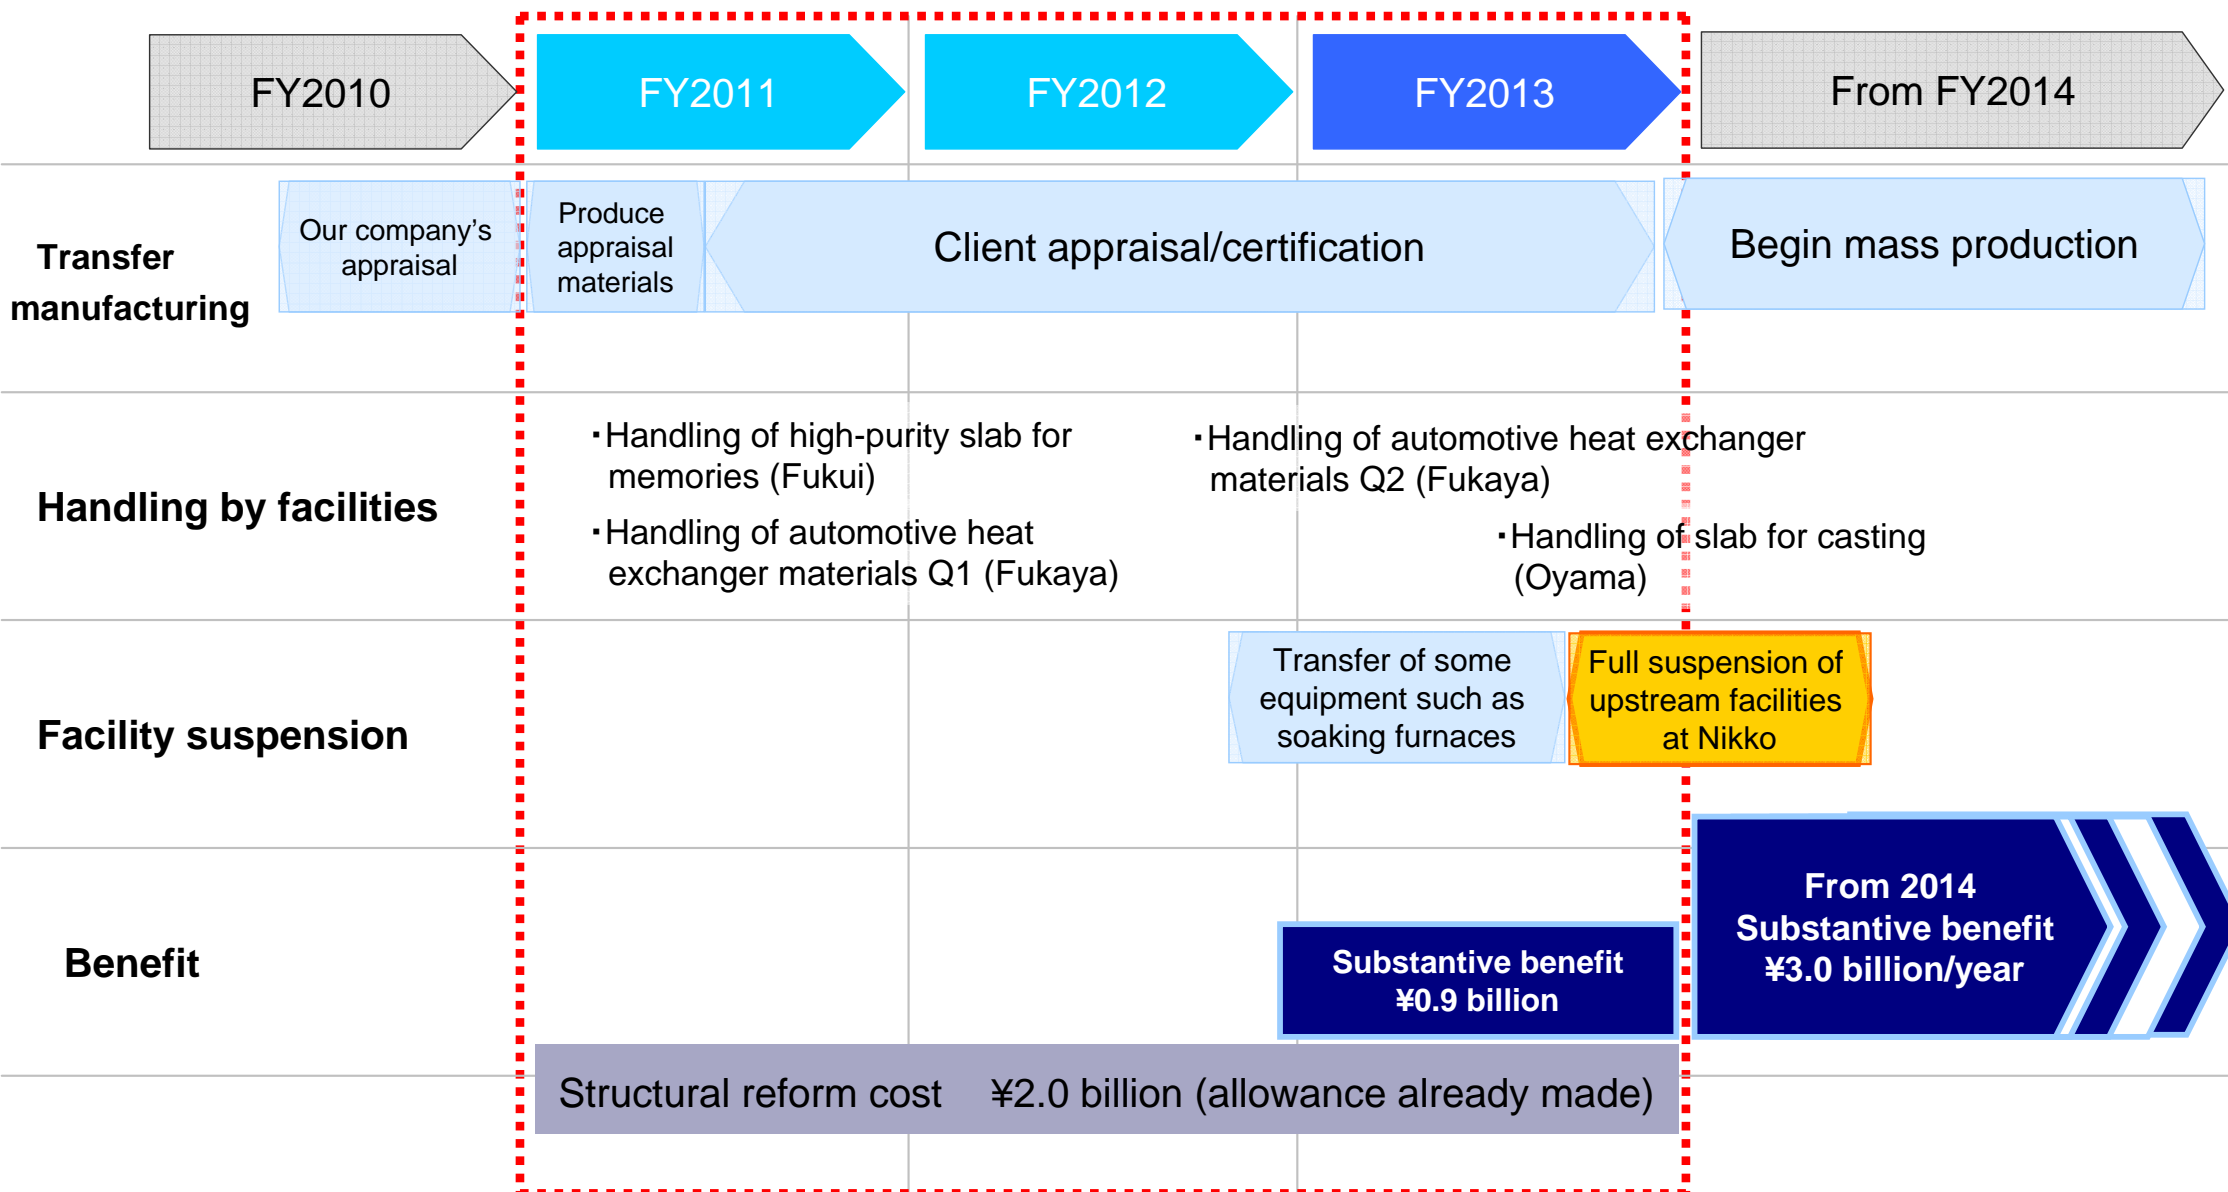 FY2010
FY2011
FY2012
FY2013
From FY2014
Transfer
manufacturing
Our company’s
appraisal
Produce
appraisal
materials
Client appraisal/certification
Begin mass production
Handling by facilities
・Handling of high-purity slab for
memories (Fukui)
・Handling of automotive heat
exchanger materials Q1 (Fukaya)
・Handling of automotive heat exchanger
materials Q2 (Fukaya)
・Handling of slab for casting
(Oyama)
Facility suspension
Transfer of some
equipment such as
soaking furnaces
Full suspension of
upstream facilities
at Nikko
Benefit
Substantive benefit
¥0.9 billion
From 2014
Substantive benefit
¥3.0 billion/year
Structural reform cost ¥2.0 billion (allowance already made)